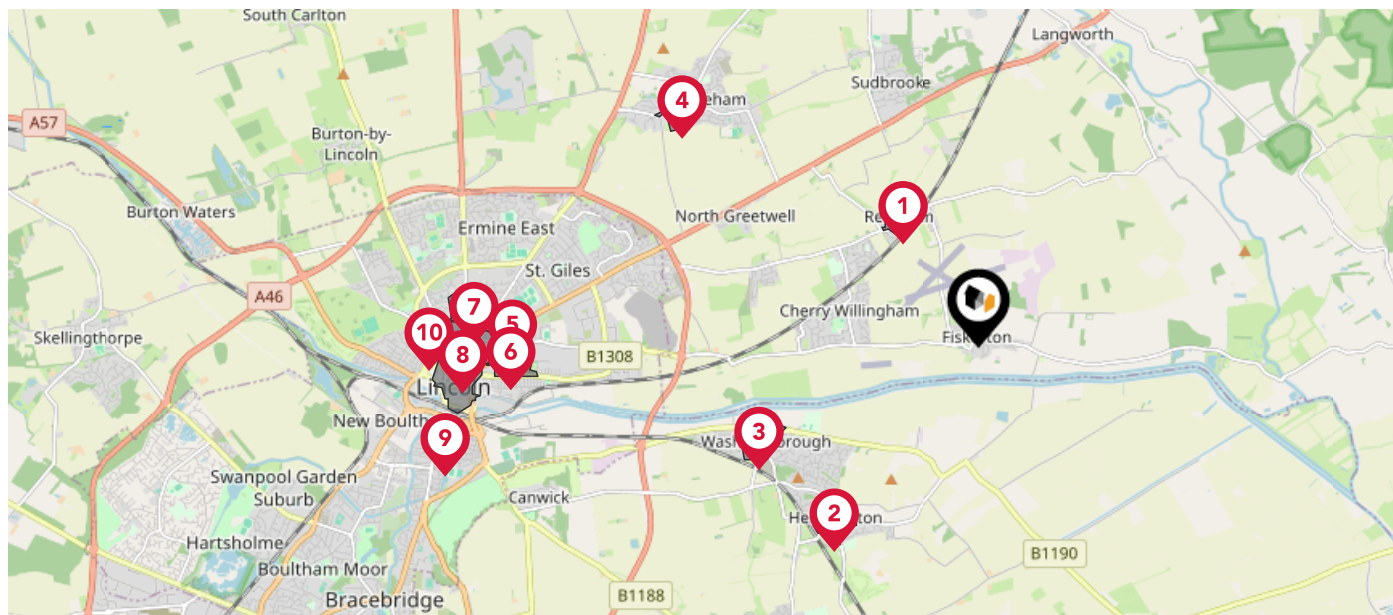 South Carlton
Langworth
Sudbrooke
4
eham
A57
Burton-by-
Lincoln
1
Burton Waters
North Greetwell
Ermine East
St. Giles
A46
7
5
Cherry Willingham
Skellingthorpe
10
8
6
B1308
Lincoln
New Boulth
9
3
Swanpool Garden
Suburb
Canwick
2
Hartsholme
B1190
Boultham Moor
B1188
Bracebridge